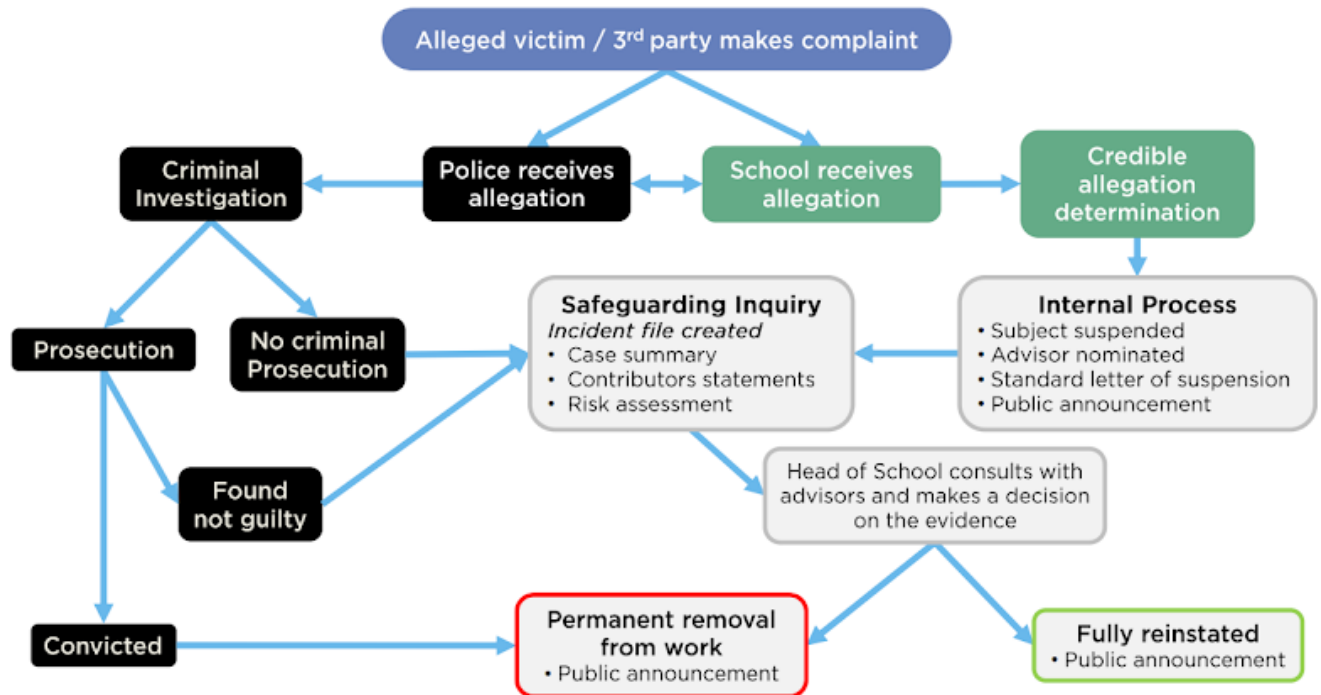 Alleged victim / 3rd party makes complaint
Criminal
Investigation
Police receives
allegation
School receives
allegation
Credible
allegation
determination
Prosecution
No criminal
Prosecution
Safeguarding Inquiry
Incident file created
• Case summary
• Contributors statements
• Risk assessment
Internal Process
• Subject suspended
• Advisor nominated
• Standard letter of suspension
• Public announcement
Found
not guilty
Head of School consults with
advisors and makes a decision
on the evidence
Convicted
Permanent removal
from work
• Public announcement
Fully reinstated
• Public announcement